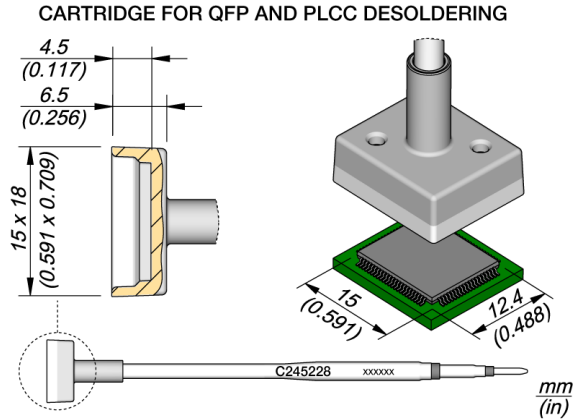 CARTRIDGE FOR QFP AND PLCC DESOLDERING
4.5
(0.117)
6.5
(0.256)
15 x 18
(0.591 x 0.709)
15
(0.591)
12.4
(0.488)
C245228 xxxxxx
mm
(in)